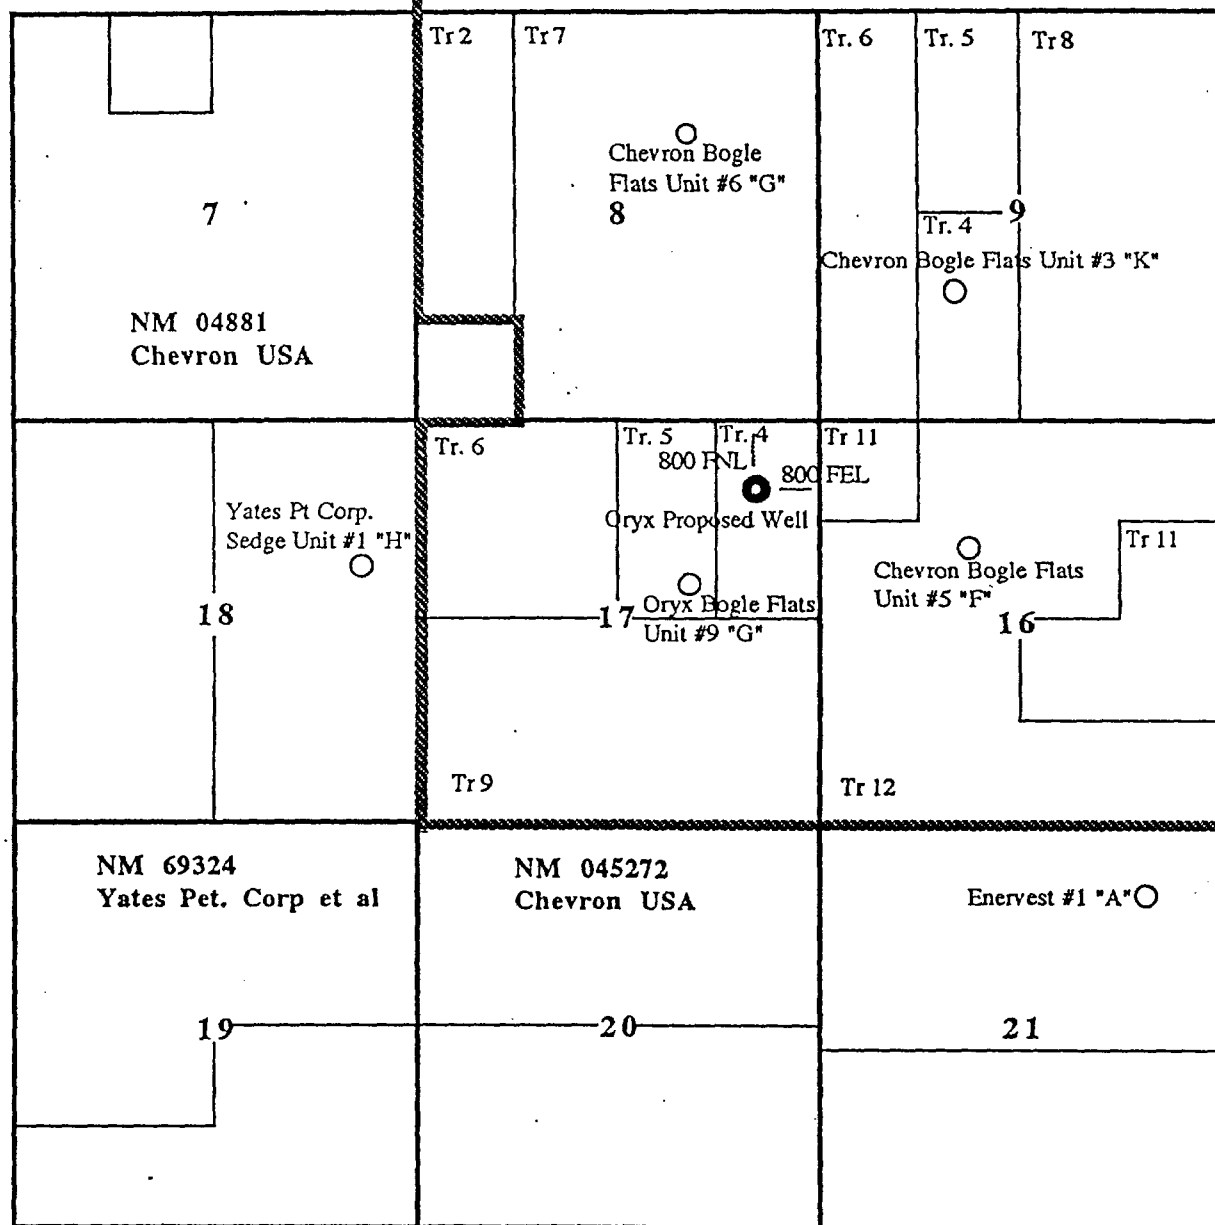 Tr 2
Tr 7
Tr. 6
Tr. 5
Tr 8
Chevron Bogle
Flats Unit #6 "G"
7
8
9
Tr. 4
Chevron Bogle Flats Unit #3 "K"
NM 04881
Chevron USA
Tr. 6
Tr. 5
Tr. 4
Tr 11
800 FNL
800 FEL
Yates Pt Corp.
Sedge Unit #1 "H"
Oryx Proposed Well
Tr 11
Chevron Bogle Flats
Unit #5 "F"
18
17
Oryx Bogle Flats
Unit #9 "G"
16
Tr 9
Tr 12
NM 69324
Yates Pet. Corp et al
NM 045272
Chevron USA
Enervest #1 "A"
19
20
21